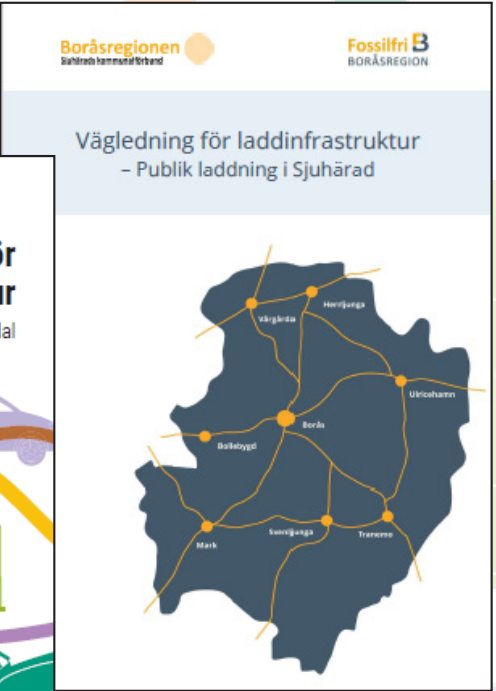 Boråsregionen
Sjuhärads kommunalförbund
Fossilfri B
BORÅSREGION
Vägledning för laddinfrastruktur
– Publik laddning i Sjuhärad
ör
ur
dal
Herrljunga
Vårgårda
Ulricehamn
Borås
Bollebygd
Svenljunga
Tranemo
Mark